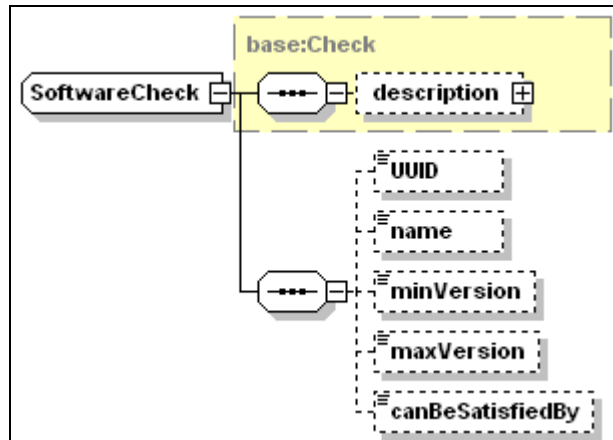 base:Check
SoftwareCheck
description
UUID
name
minVersion
maxVersion
canBeSatisfiedBy